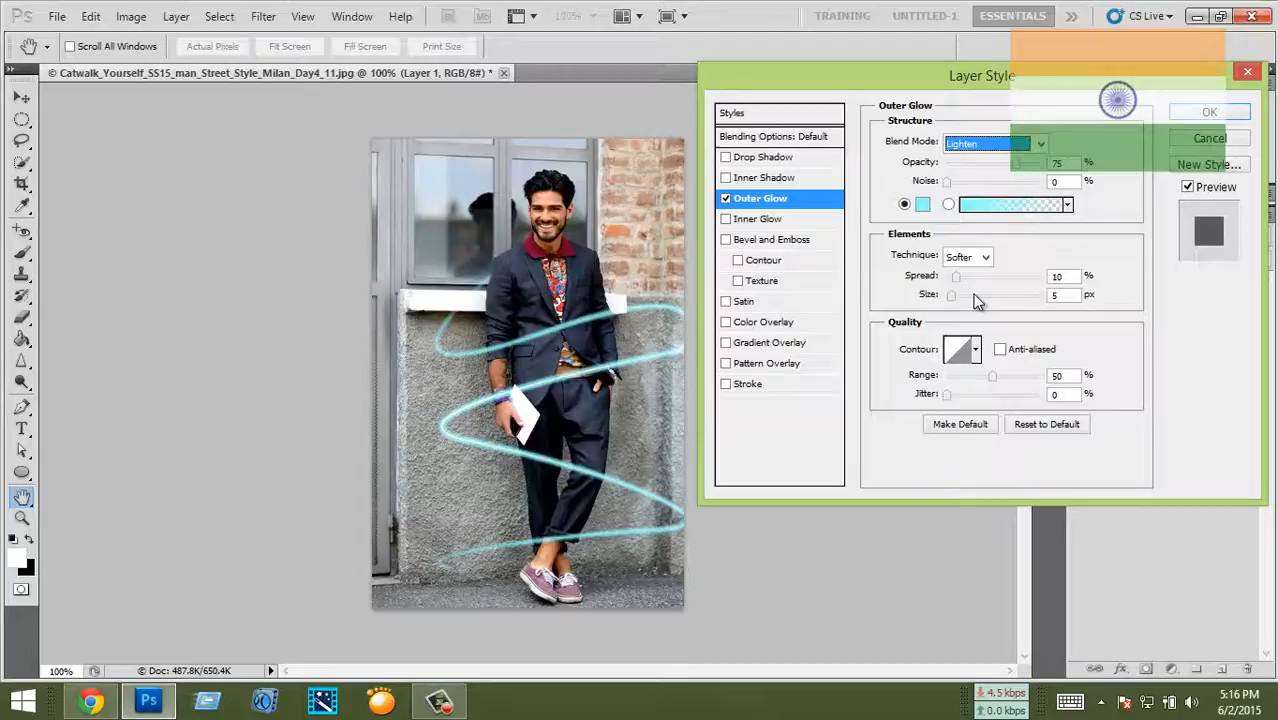 Ps File Edit Image Layer Select Filter View Window Help Br Mb 100% TRAINING UNTITLED-1 ESSENTIALS CS Live
Scroll All Windows Actual Pixels Fit Screen Fill Screen Print Size
© Catwalk_Yourself_SS15_man_Street_Style_Milan_Day4_11.jpg @ 100% (Layer 1, RGB/8#) *
Layer Style
Styles
Blending Options: Default
Drop Shadow
Inner Shadow
Outer Glow
Inner Glow
Bevel and Emboss
Contour
Texture
Satin
Color Overlay
Gradient Overlay
Pattern Overlay
Stroke
Outer Glow
Structure
Blend Mode: Lighten
Opacity: 75 %
Noise: 0 %
Elements
Technique: Softer
Spread: 10 %
Size: 5 px
Quality
Contour: Anti-aliased
Range: 50 %
Jitter: 0 %
Make Default Reset to Default
OK
Cancel
New Style...
Preview
100% Doc: 487.8K/650.4K
Ps 4.5 kbps 5:16 PM
0.0 kbps 6/2/2015